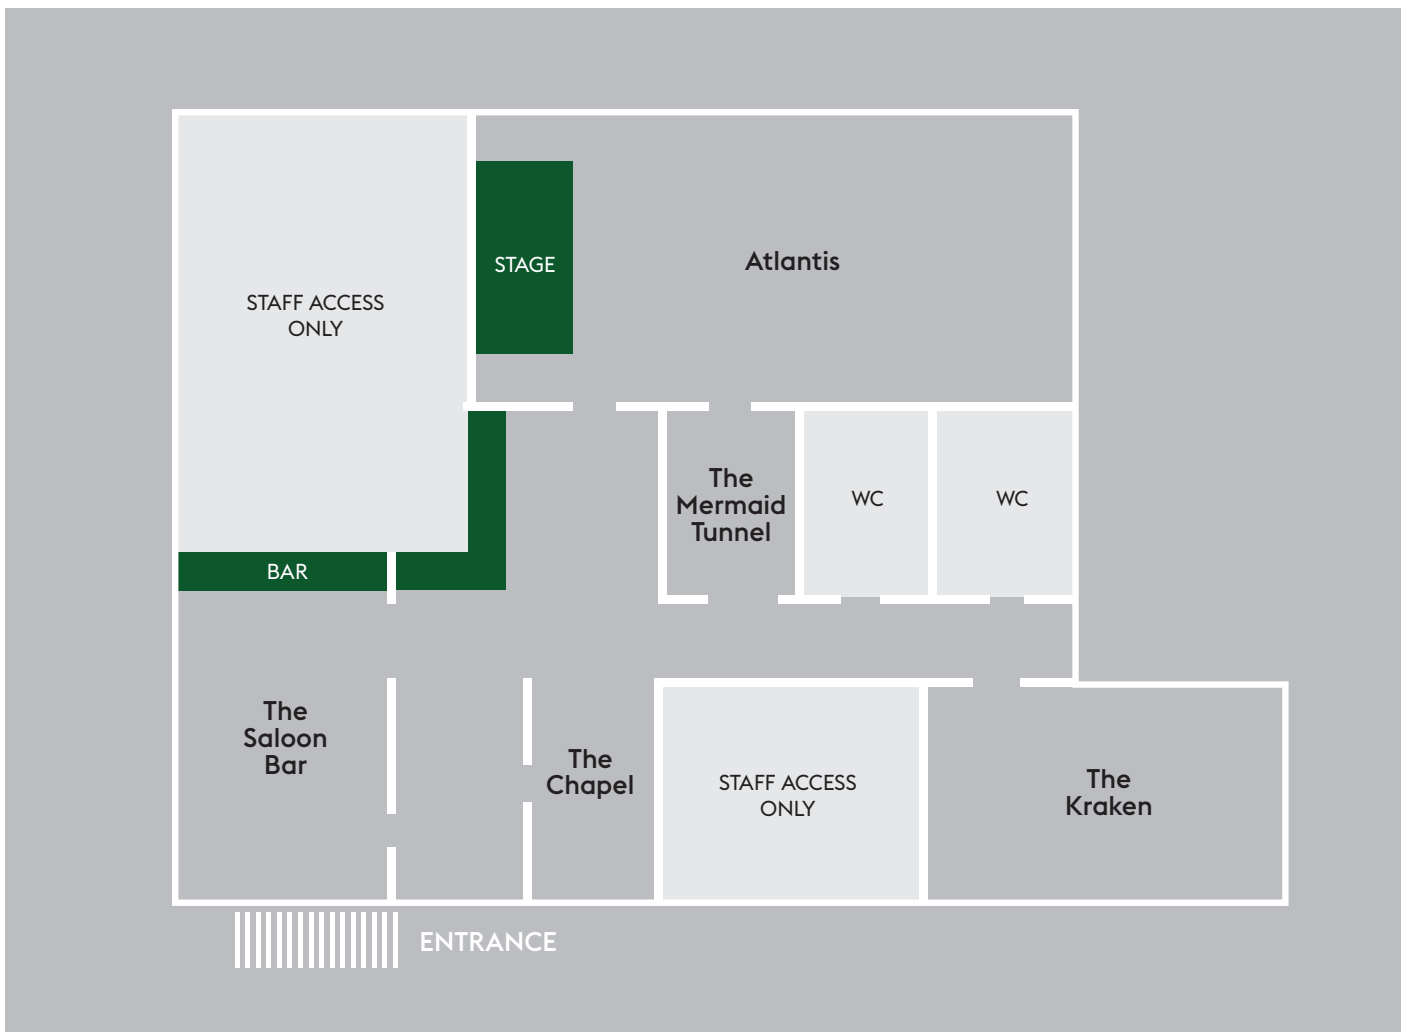 STAGE
Atlantis
STAFF ACCESS
ONLY
The
Mermaid
Tunnel
WC
WC
BAR
The
Saloon
Bar
The
Chapel
STAFF ACCESS
ONLY
The
Kraken
ENTRANCE